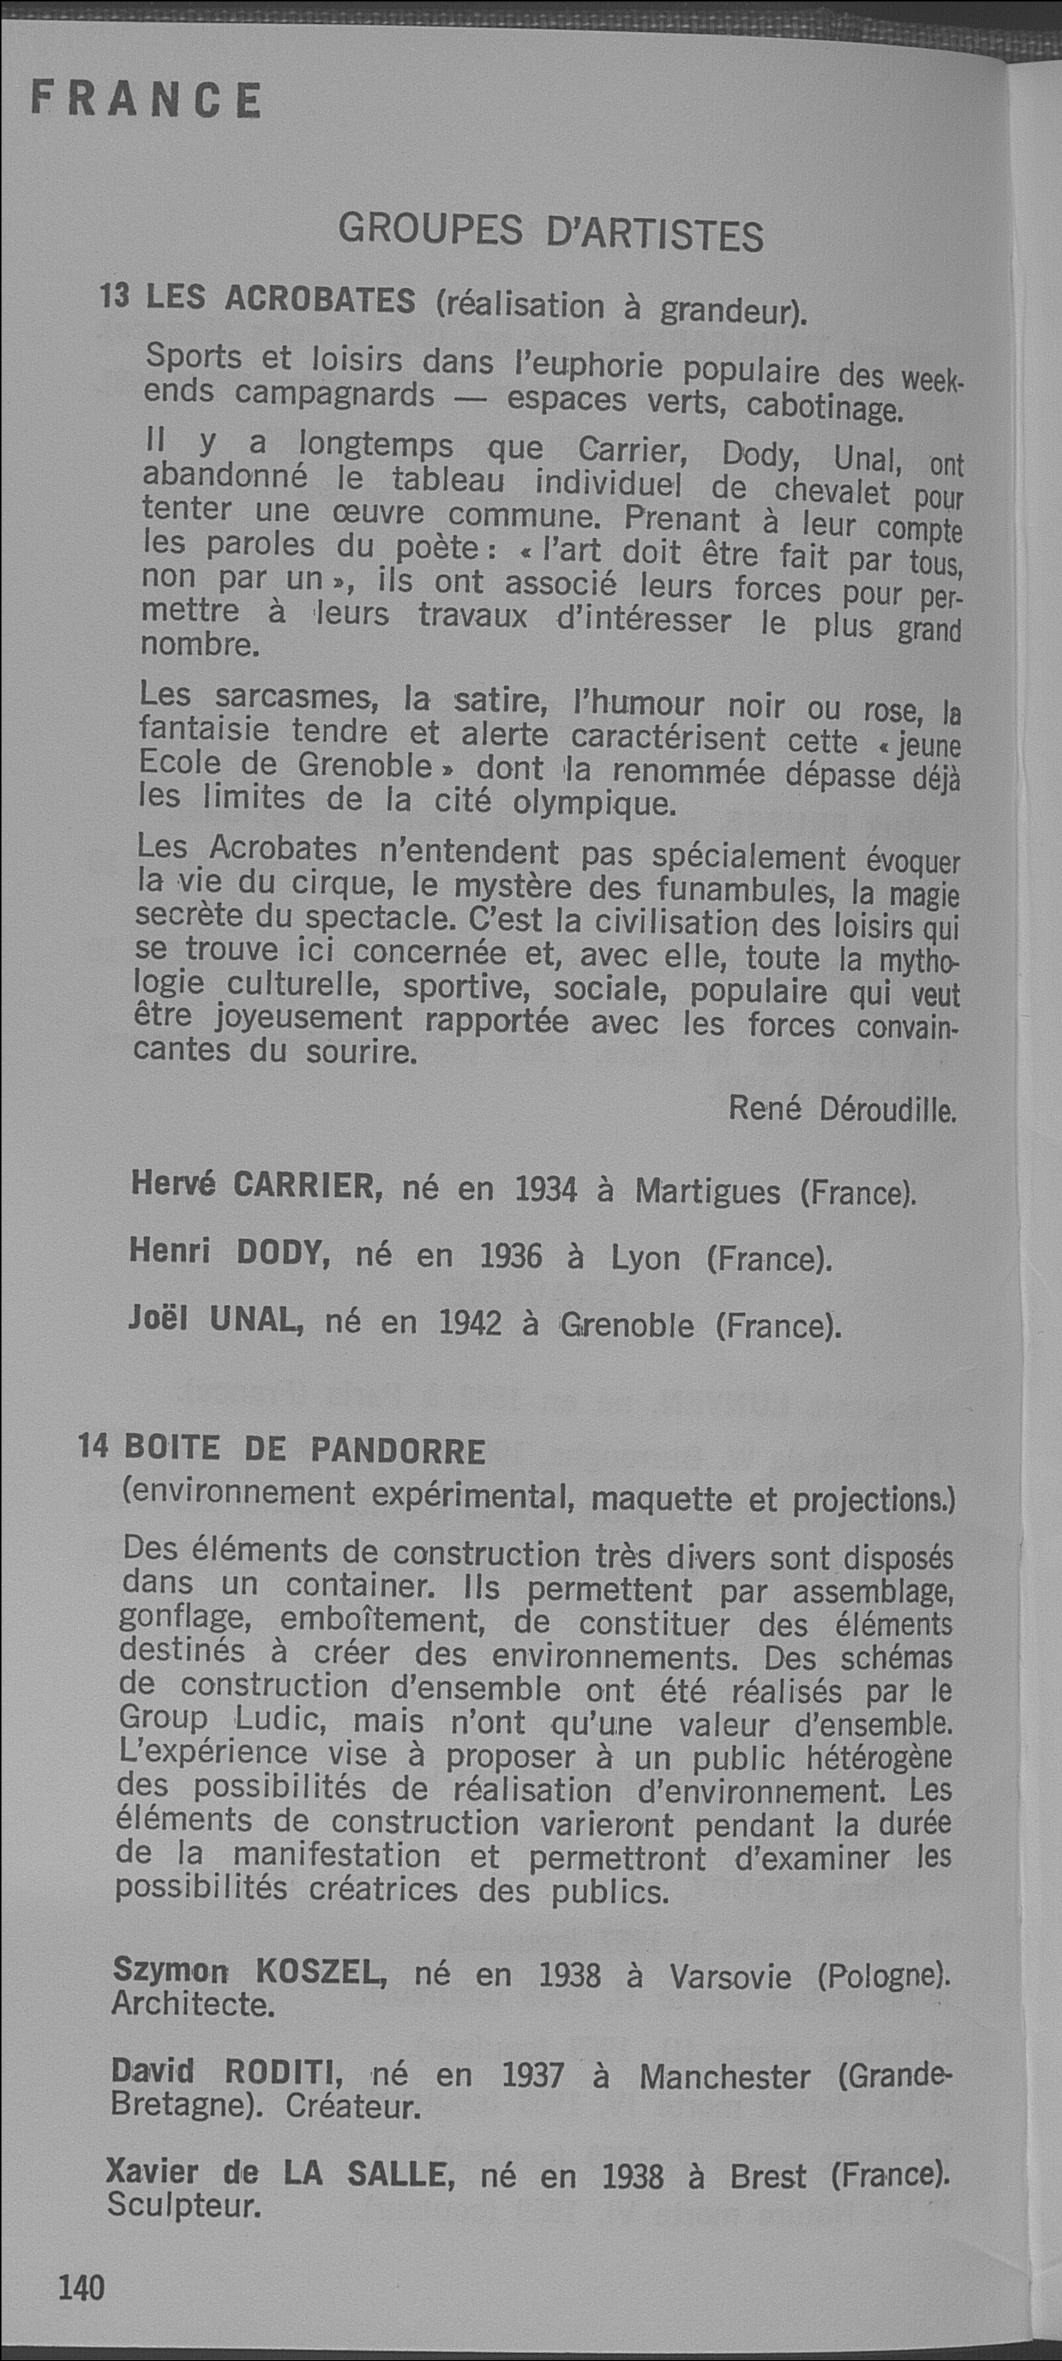 FRANCE
GROUPES D'ARTISTES
13 LES ACROBATES (réalisation à grandeur).
Sports et loisirs dans l'euphorie populaire des week-
ends campagnards — espaces verts, cabotinage.
Il y a longtemps que Carrier, Dody, Unal, ont
abandonné le tableau individuel de chevalet pour
tenter une œuvre commune. Prenant à leur compte
les paroles du poète : « l'art doit être fait par tous,
non par un », ils ont associé leurs forces pour per-
mettre à leurs travaux d'intéresser le plus grand
nombre.
Les sarcasmes, la satire, l'humour noir ou rose, la
fantaisie tendre et alerte caractérisent cette « jeune
Ecole de Grenoble » dont la renommée dépasse déjà
les limites de la cité olympique.
Les Acrobates n'entendent pas spécialement évoquer
la vie du cirque, le mystère des funambules, la magie
secrète du spectacle. C'est la civilisation des loisirs qui
se trouve ici concernée et, avec elle, toute la mytho-
logie culturelle, sportive, sociale, populaire qui veut
être joyeusement rapportée avec les forces convain-
cantes du sourire.
René Déroudille.
Hervé CARRIER, né en 1934 à Martigues (France).
Henri DODY, né en 1936 à Lyon (France).
Joël UNAL, né en 1942 à Grenoble (France).
14 BOITE DE PANDORRE
(environnement expérimental, maquette et projections.)
Des éléments de construction très divers sont disposés
dans un container. Ils permettent par assemblage,
gonflage, emboîtement, de constituer des éléments
destinés à créer des environnements. Des schémas
de construction d'ensemble ont été réalisés par le
Group Ludic, mais n'ont qu'une valeur d'ensemble.
L'expérience vise à proposer à un public hétérogène
des possibilités de réalisation d'environnement. Les
éléments de construction varieront pendant la durée
de la manifestation et permettront d'examiner les
possibilités créatrices des publics.
Szymon KOSZEL, né en 1938 à Varsovie (Pologne).
Architecte.
David RODITI, né en 1937 à Manchester (Grande-
Bretagne). Créateur.
Xavier de LA SALLE, né en 1938 à Brest (France).
Sculpteur.
140